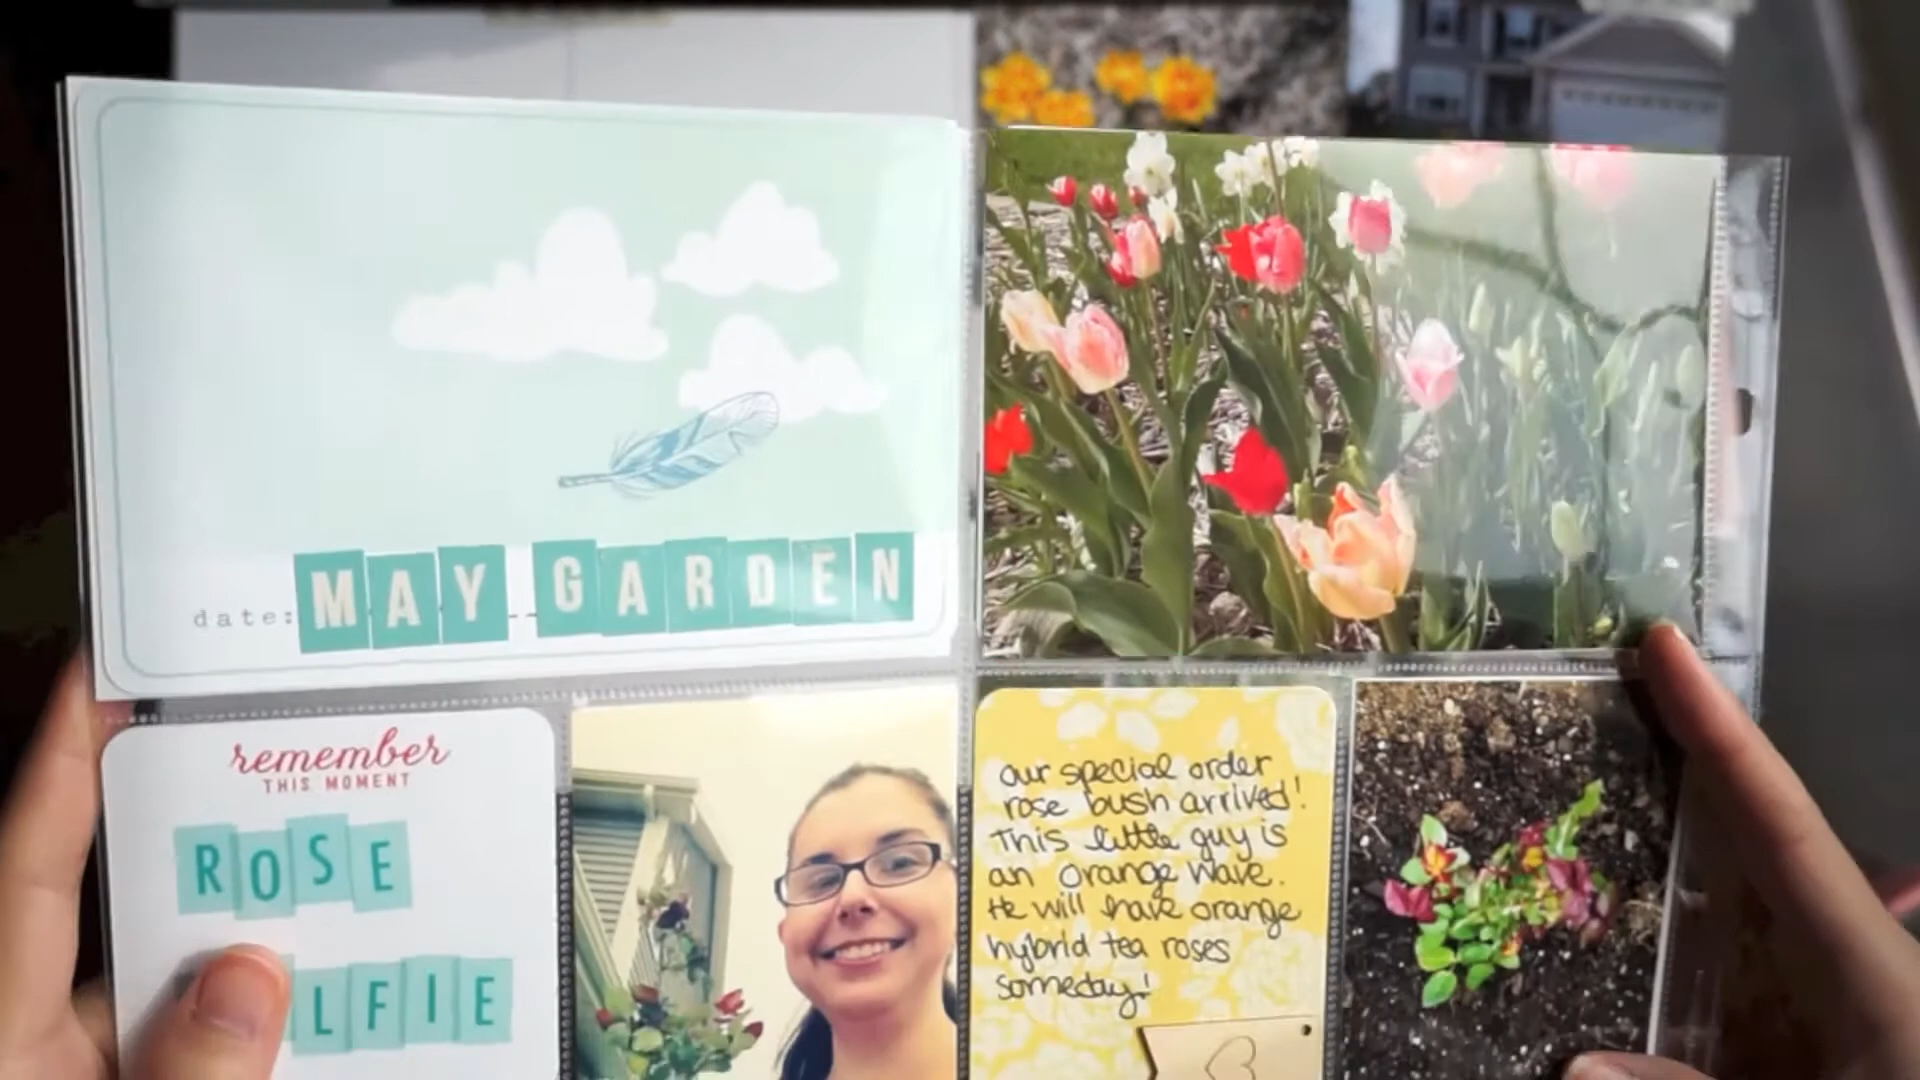 date: MAY GARDEN
remember
THIS MOMENT
ROSE
LFIE
our special order
rose bush arrived!
This little guy is
an orange wave.
He will have orange
hybrid tea roses
someday!